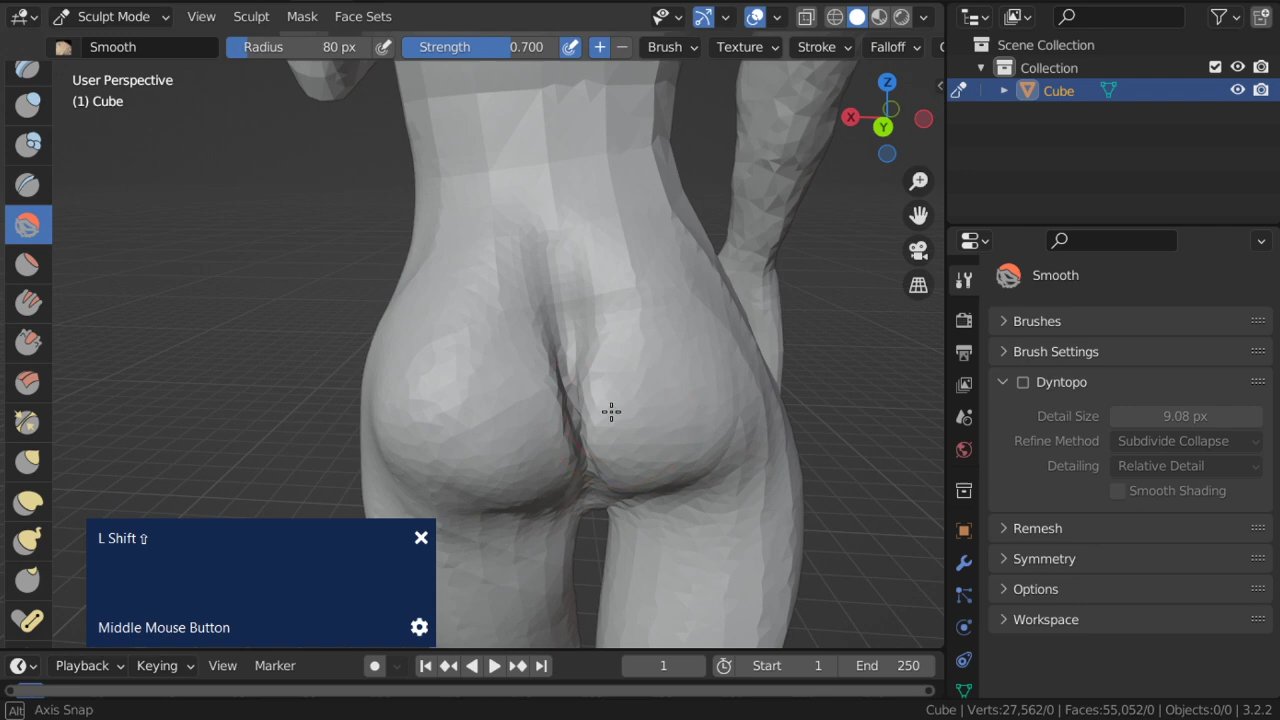 Sculpt Mode View Sculpt Mask Face Sets
Smooth Radius 80 px Strength 0.700 Brush Texture Stroke Falloff
User Perspective
(1) Cube
Z
X
Y
Scene Collection
Collection
Cube
Smooth
Brushes
Brush Settings
Dyntopo
Detail Size 9.08 px
Refine Method Subdivide Collapse
Detailing Relative Detail
Smooth Shading
Remesh
Symmetry
Options
Workspace
L Shift ⇧
Middle Mouse Button
Playback Keying View Marker 1 Start 1 End 250
Alt Axis Snap Cube | Verts:27,562/0 | Faces:55,052/0 | Objects:0/0 | 3.2.2